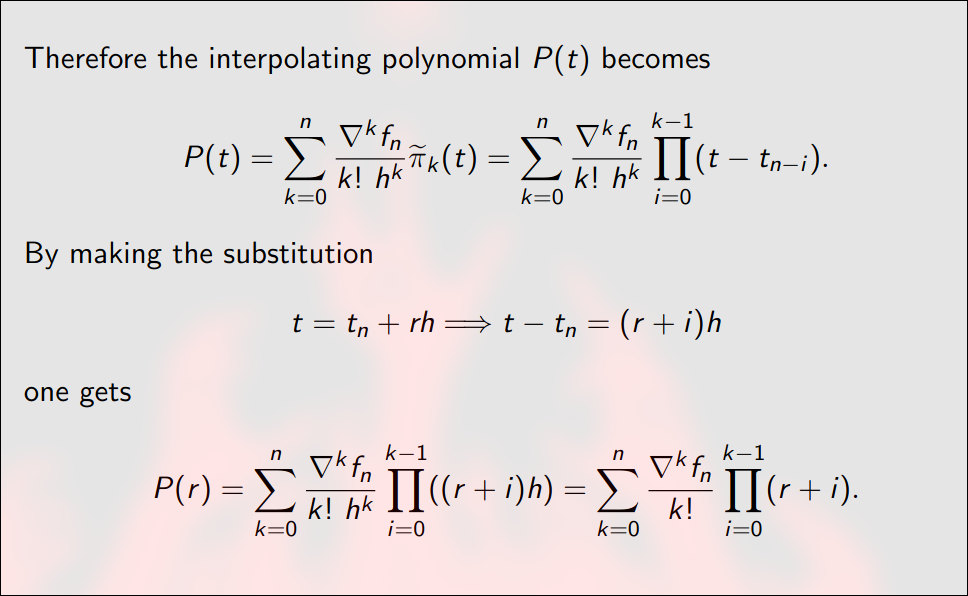 Therefore the interpolating polynomial P(t) becomes
P(t) = \sum_{k=0}^{n} \frac{\nabla^k f_n}{k! \ h^k} \widetilde{\pi}_k(t) = \sum_{k=0}^{n} \frac{\nabla^k f_n}{k! \ h^k} \prod_{i=0}^{k-1} (t - t_{n-i}).
By making the substitution
t = t_n + rh \Longrightarrow t - t_n = (r + i)h
one gets
P(r) = \sum_{k=0}^{n} \frac{\nabla^k f_n}{k! \ h^k} \prod_{i=0}^{k-1} ((r + i)h) = \sum_{k=0}^{n} \frac{\nabla^k f_n}{k!} \prod_{i=0}^{k-1} (r + i).